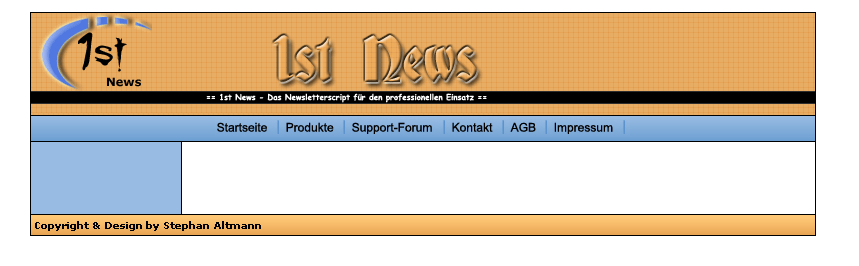 1st
News
1st News
== 1st News - Das Newsletterscript für den professionellen Einsatz ==
Startseite Produkte Support-Forum Kontakt AGB Impressum
Copyright & Design by Stephan Altmann